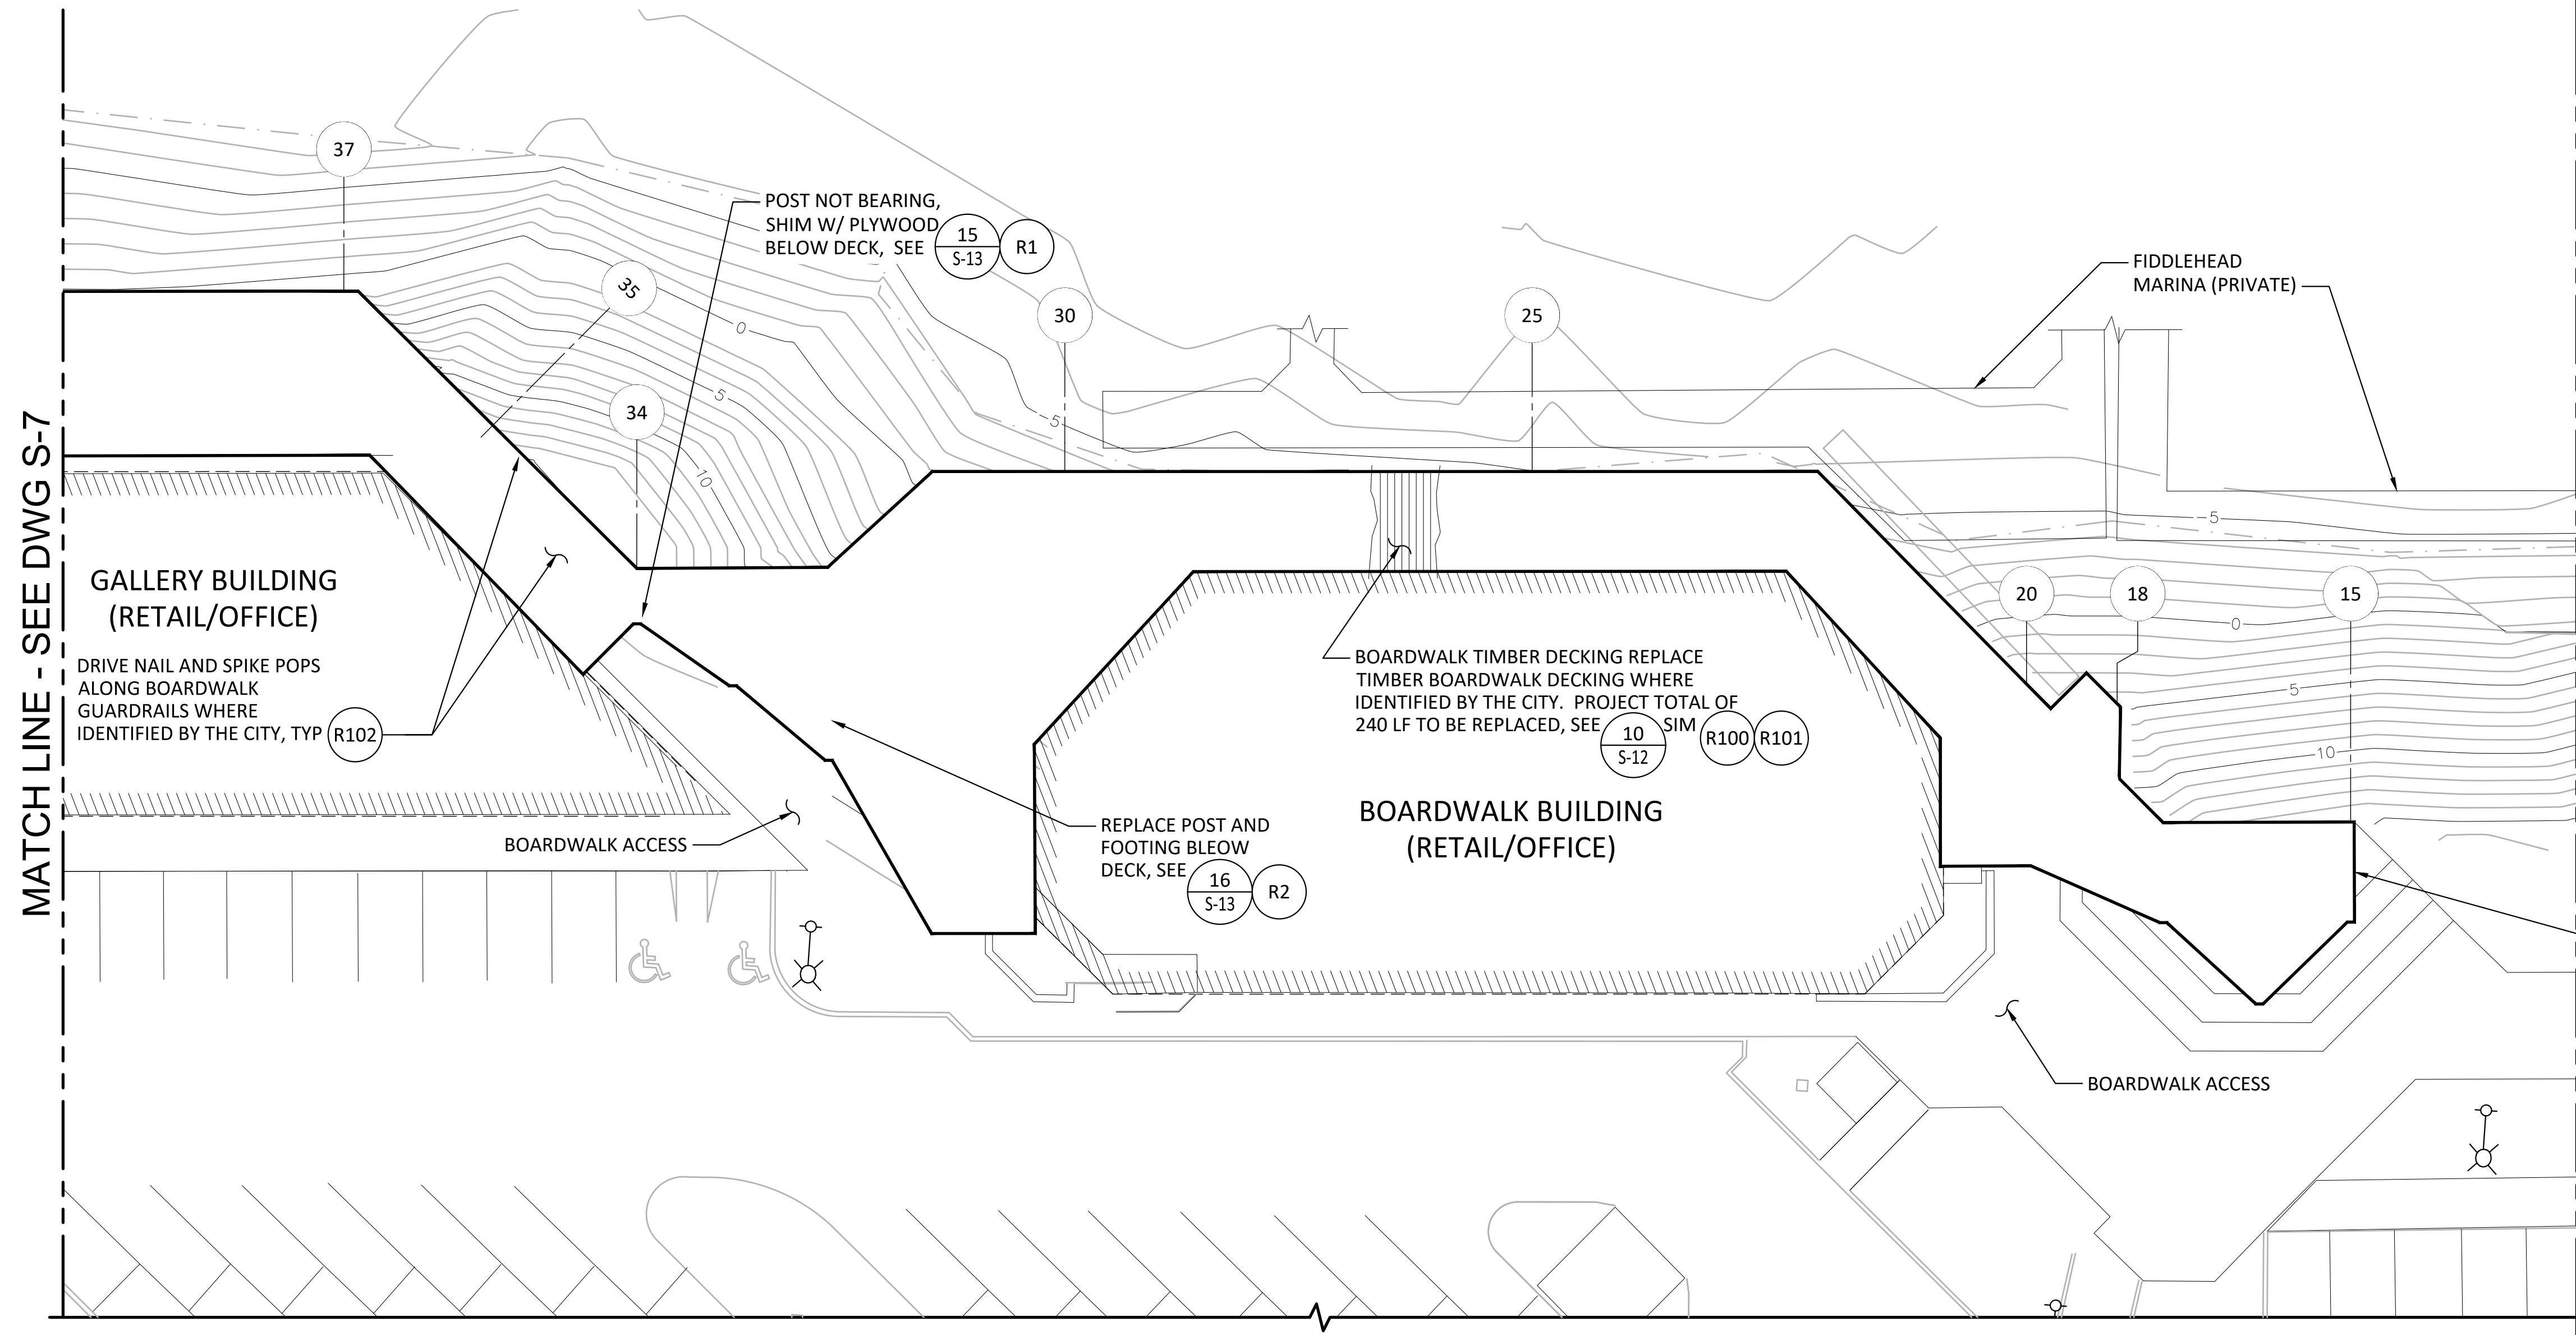 MATCH LINE - SEE DWG S-7
37
POST NOT BEARING,
SHIM W/ PLYWOOD
BELOW DECK, SEE
15
S-13
R1
35
0
34
5
10
30
5
25
FIDDLEHEAD
MARINA (PRIVATE)
5
20
18
15
0
5
10
GALLERY BUILDING
(RETAIL/OFFICE)
DRIVE NAIL AND SPIKE POPS
ALONG BOARDWALK
GUARDRAILS WHERE
IDENTIFIED BY THE CITY, TYP
R102
BOARDWALK TIMBER DECKING REPLACE
TIMBER BOARDWALK DECKING WHERE
IDENTIFIED BY THE CITY. PROJECT TOTAL OF
240 LF TO BE REPLACED, SEE
10
S-12
SIM
R100
R101
BOARDWALK BUILDING
(RETAIL/OFFICE)
REPLACE POST AND
FOOTING BLEOW
DECK, SEE
16
S-13
R2
BOARDWALK ACCESS
BOARDWALK ACCESS